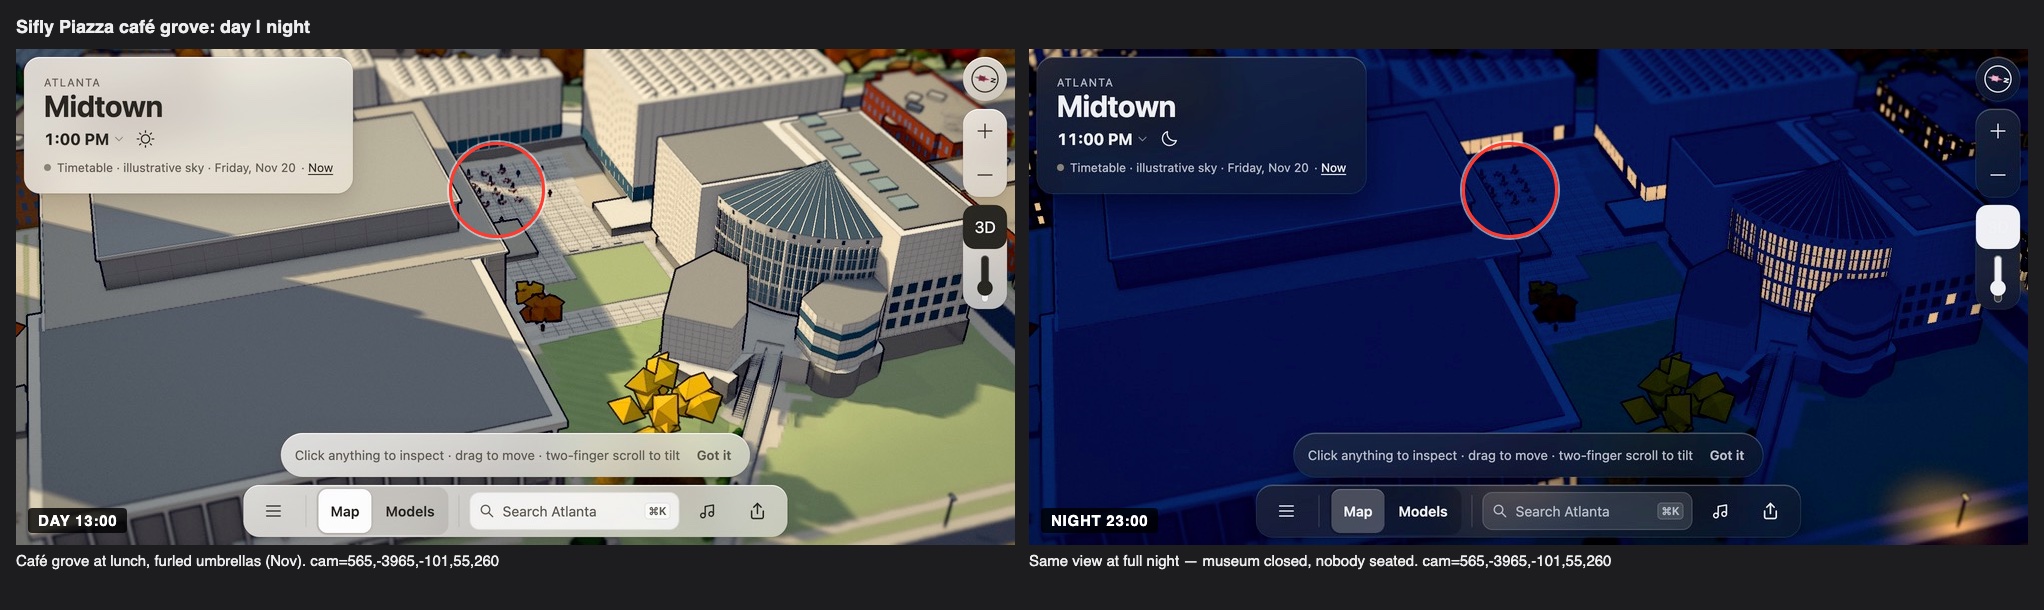 Sifly Piazza café grove: day | night
ATLANTA
Midtown
1:00 PM
Timetable · illustrative sky · Friday, Nov 20 · Now
N
+
−
3D
Click anything to inspect · drag to move · two-finger scroll to tilt Got it
Map Models Search Atlanta ⌘K
DAY 13:00
Café grove at lunch, furled umbrellas (Nov). cam=565,-3965,-101,55,260
ATLANTA
Midtown
11:00 PM
Timetable · illustrative sky · Friday, Nov 20 · Now
N
+
−
Click anything to inspect · drag to move · two-finger scroll to tilt Got it
Map Models Search Atlanta ⌘K
NIGHT 23:00
Same view at full night — museum closed, nobody seated. cam=565,-3965,-101,55,260